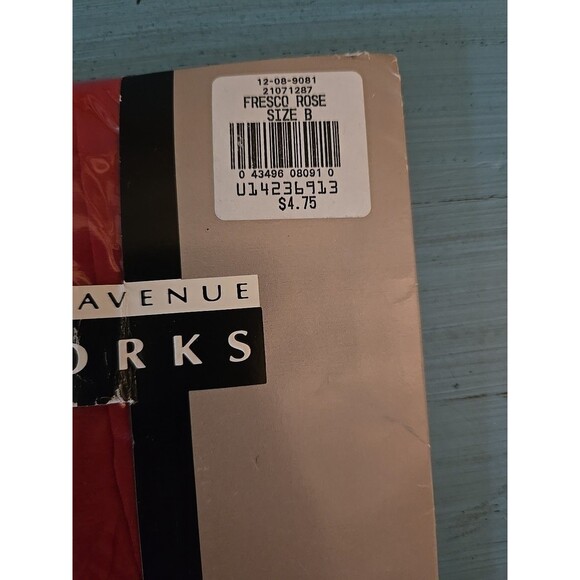 12-08-9081
21071287
FRESCO ROSE
SIZE B
0 43496 08091 0
U14236913
$4.75
AVENUE
ORKS